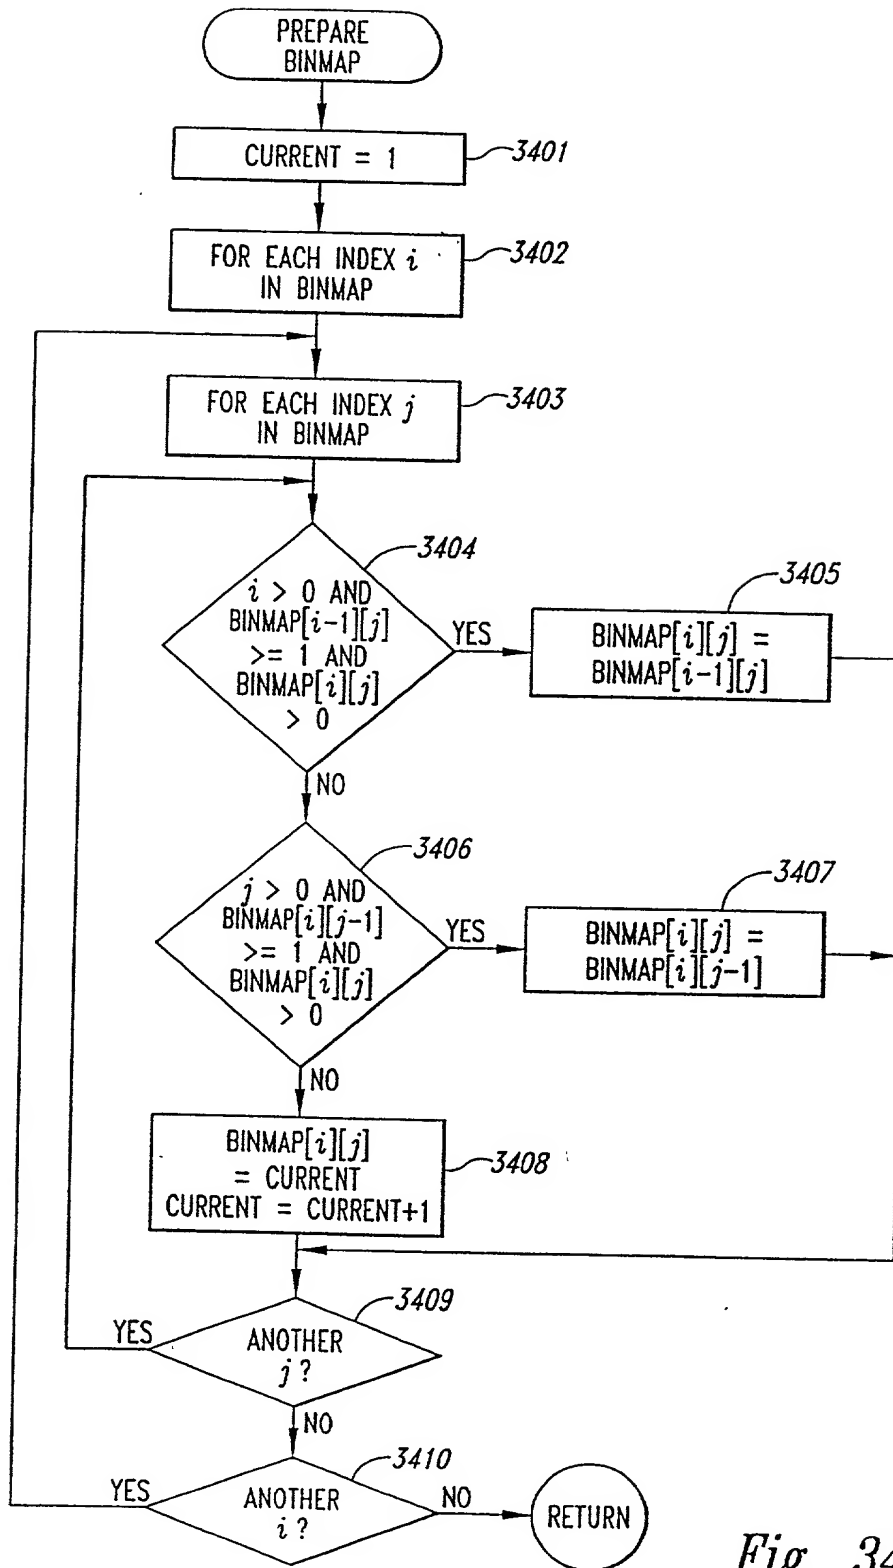 PREPARE
BINMAP
CURRENT = 1
3401
FOR EACH INDEX i
IN BINMAP
3402
FOR EACH INDEX j
IN BINMAP
3403
3404
i > 0 AND
BINMAP[i-1][j]
>= 1 AND
BINMAP[i][j]
> 0
YES
3405
BINMAP[i][j] =
BINMAP[i-1][j]
NO
3406
j > 0 AND
BINMAP[i][j-1]
>= 1 AND
BINMAP[i][j]
> 0
YES
3407
BINMAP[i][j] =
BINMAP[i][j-1]
NO
BINMAP[i][j]
= CURRENT
CURRENT = CURRENT+1
3408
3409
YES
ANOTHER
j?
NO
3410
YES
ANOTHER
i?
NO
RETURN
Fig. 34